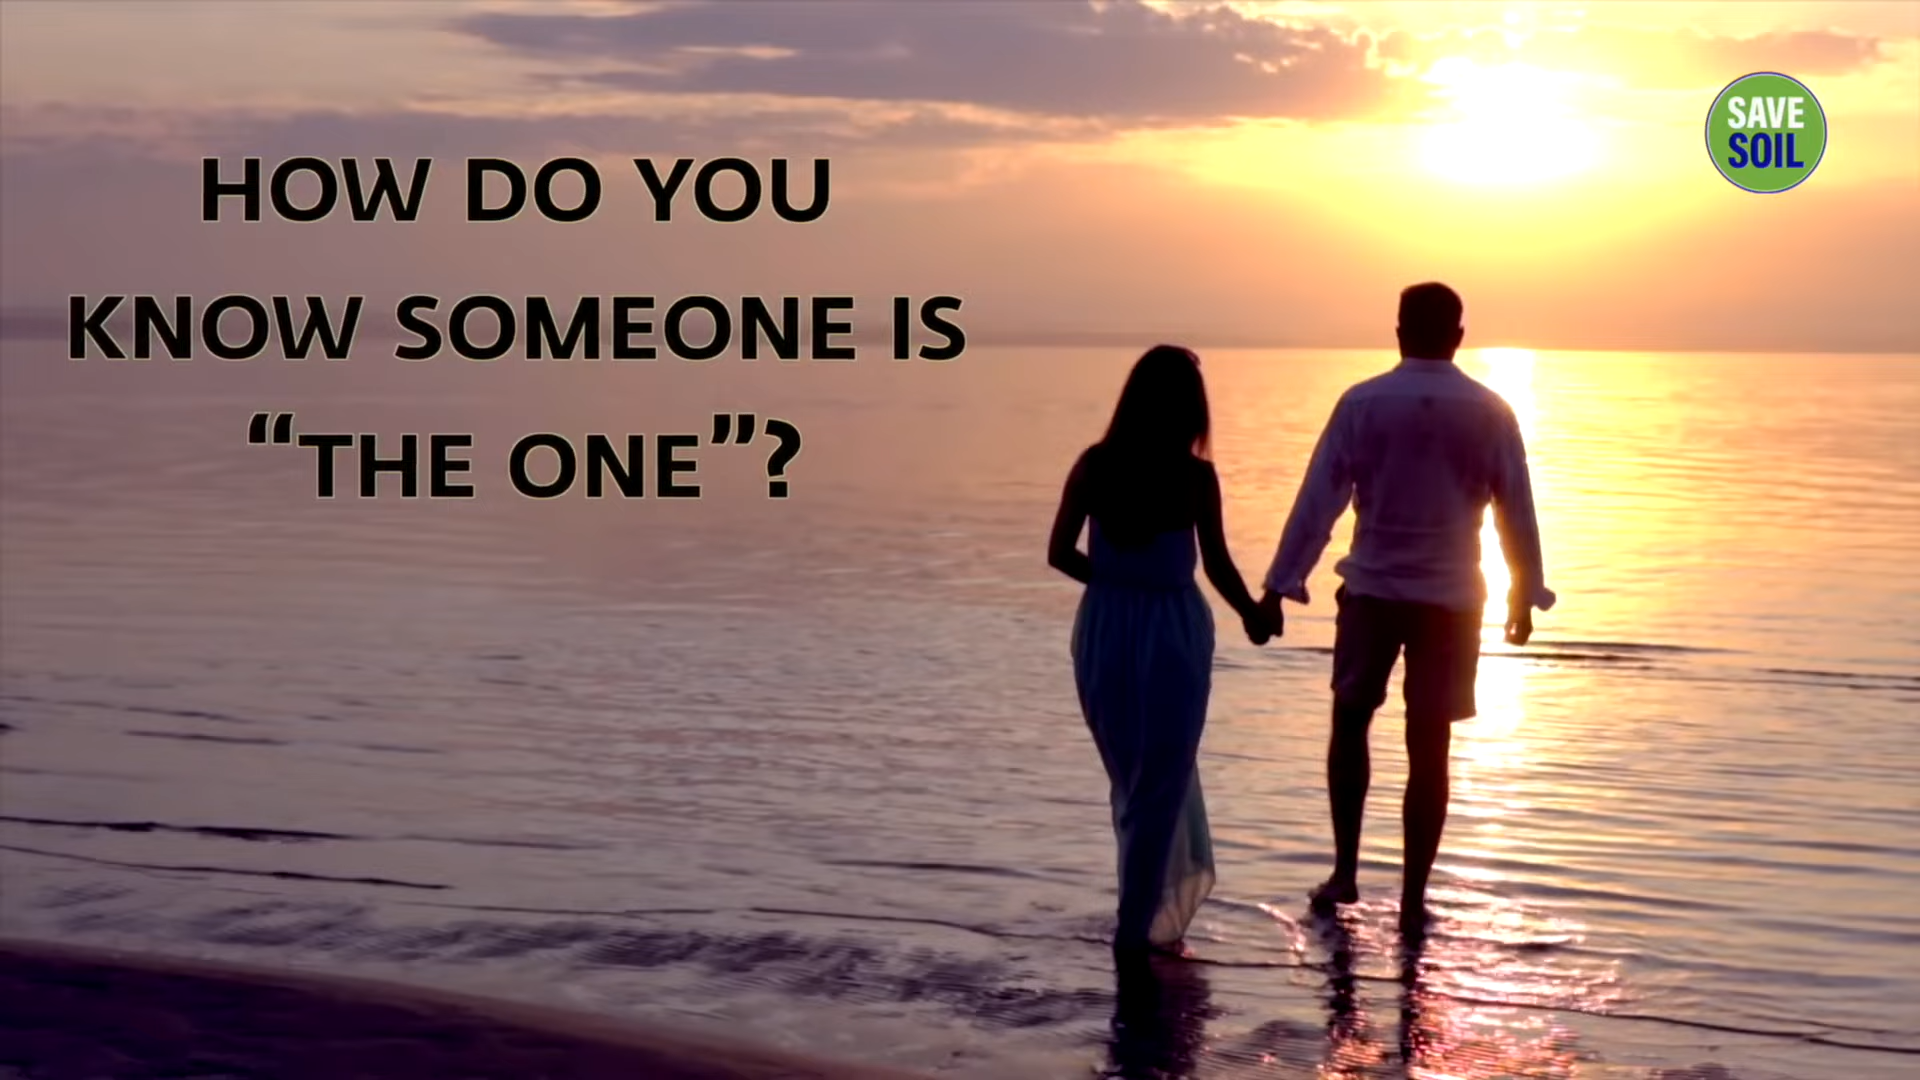 HOW DO YOU
KNOW SOMEONE IS
“THE ONE”?
SAVE
SOIL